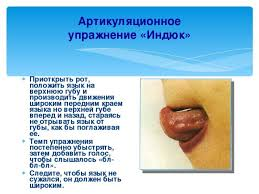 Артикуляционное
упражнение «Индюк»
Приоткрыть рот,
положить язык на
верхнюю губу и
производить движения
широким передним краем
языка но верхней губе
вперед и назад, стараясь
не отрывать язык от
губы, как бы поглаживая
ее.
Темп упражнения
постепенно убыстрять,
затем добавить голос,
чтобы слышалось «бл-
бл-бл».
Следите, чтобы язык не
сужался, он должен быть
широким.